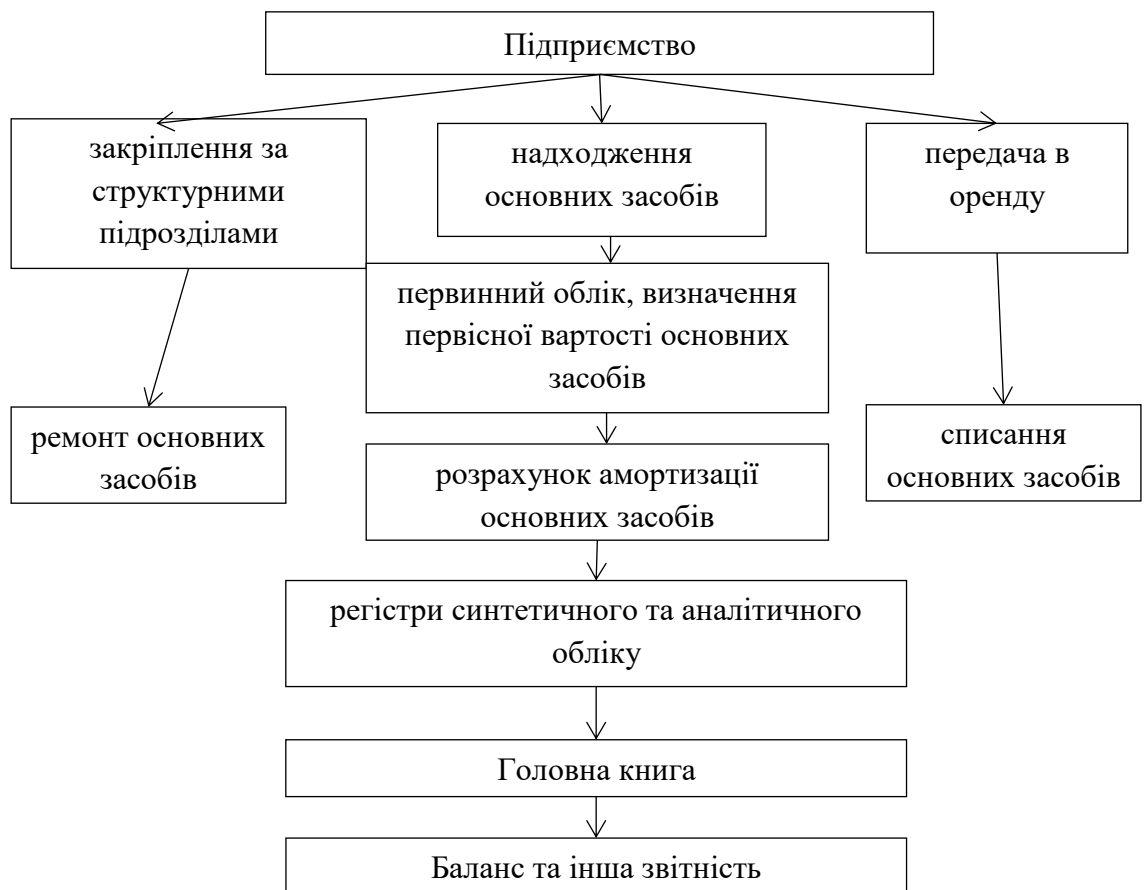 Підприємство
закріплення за
структурними
підрозділами
надходження
основних засобів
передача в
оренду
первинний облік, визначення
первісної вартості основних
засобів
ремонт основних
засобів
списання
основних засобів
розрахунок амортизації
основних засобів
регістри синтетичного та аналітичного
обліку
Головна книга
Баланс та інша звітність